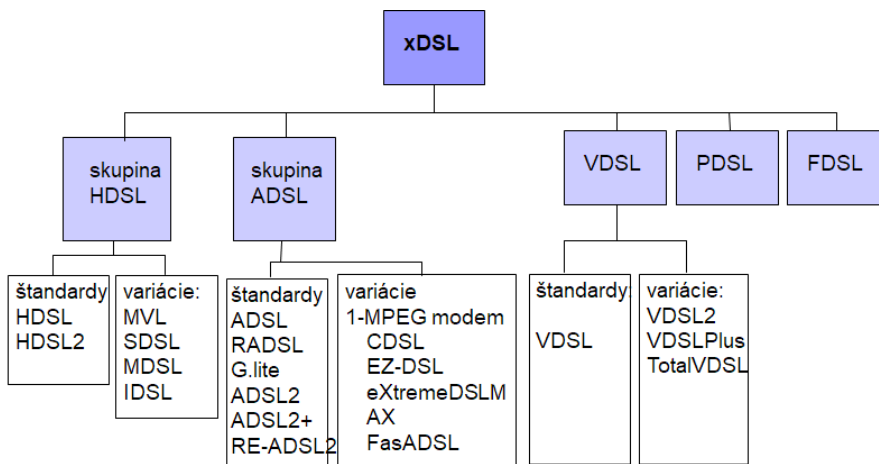 xDSL
skupina
HDSL
skupina
ADSL
VDSL
PDSL
FDSL
štandardy
HDSL
HDSL2
variácie:
MVL
SDSL
MDSL
IDSL
štandardy
ADSL
RADSL
G.lite
ADSL2
ADSL2+
RE-ADSL2
variácie
1-MPEG modem
CDSL
EZ-DSL
eXtremeDSLM
AX
FasADSL
štandardy:
VDSL
variácie:
VDSL2
VDSLPlus
TotalVDSL